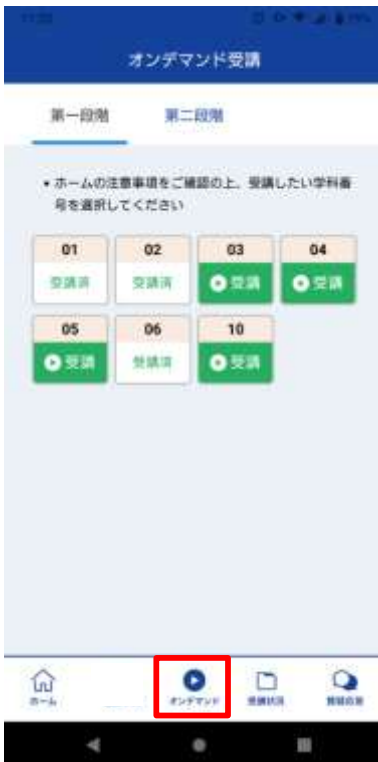 オンデマンド受講
第一段階 第二段階
• ホームの注意事項をご確認の上、受講したい学科番
号を選択してください
01 02 03 04
受講済 受講済 受講 受講
05 06 10
受講 受講済 受講
ホーム オンデマンド 受講状況